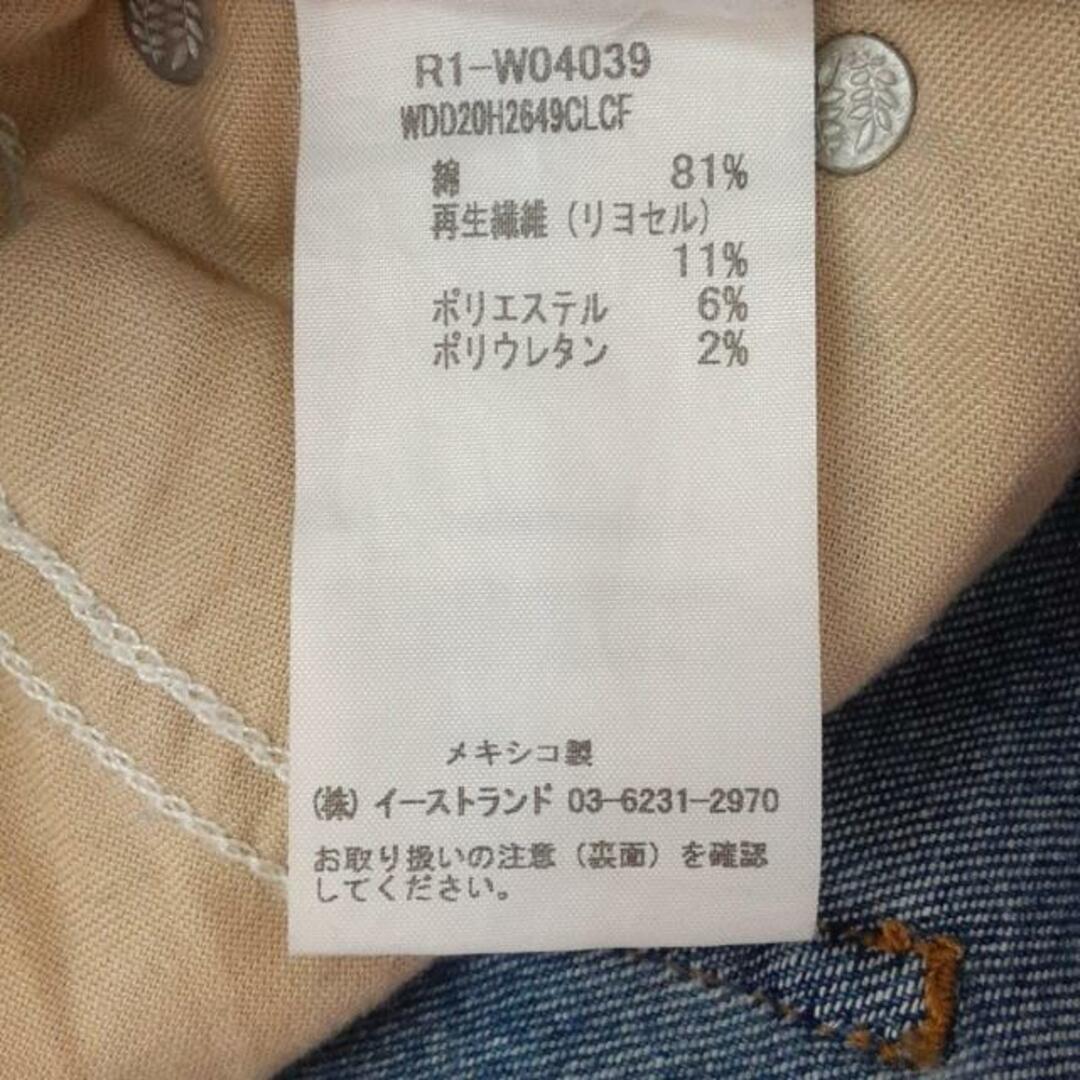 R1-W04039
WDD20H2649CLCF
綿 81%
再生繊維（リヨセル）
11%
ポリエステル 6%
ポリウレタン 2%
メキシコ製
(株) イーストランド 03-6231-2970
お取り扱いの注意（裏面）を確認
してください。